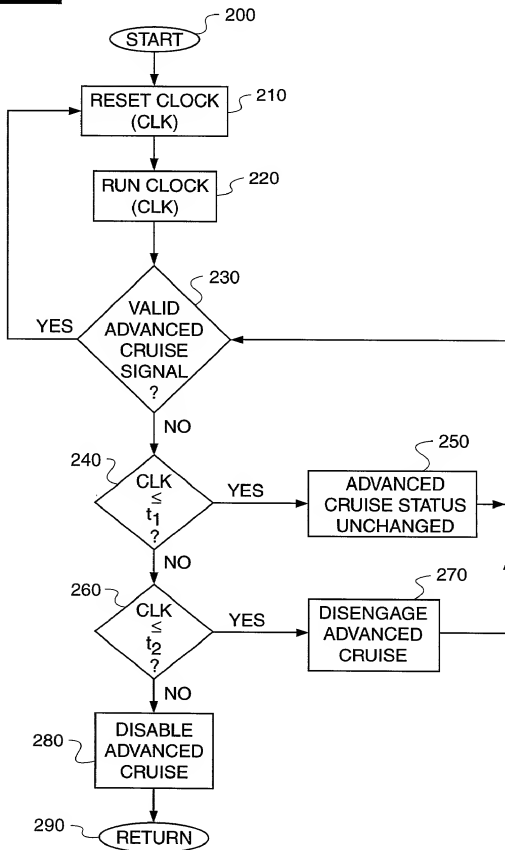 200
START
RESET CLOCK
(CLK)
210
RUN CLOCK
(CLK)
220
230
VALID
ADVANCED
CRUISE
SIGNAL
?
YES
NO
240
CLK
≤
t1
?
YES
250
ADVANCED
CRUISE STATUS
UNCHANGED
NO
260
CLK
≤
t2
?
YES
270
DISENGAGE
ADVANCED
CRUISE
NO
280
DISABLE
ADVANCED
CRUISE
290
RETURN